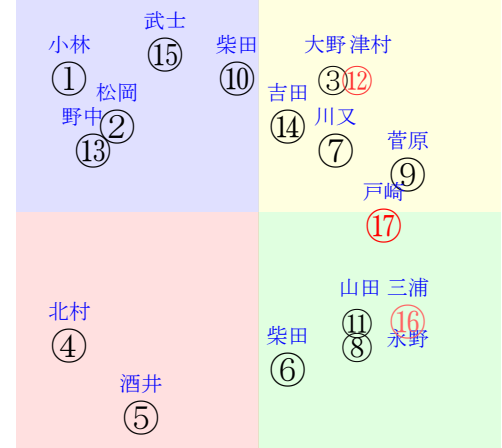 武士
⑮
小林
①
柴田
⑩
大野
③
津村
⑫
松岡
②
吉田
⑭
野中
⑬
川又
⑦
菅原
⑨
戸崎
⑰
山田
⑪
三浦
⑯
北村
④
柴田
⑥
永野
⑧
酒井
⑤